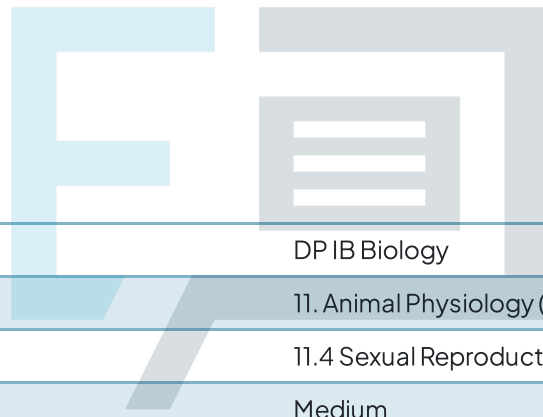 DP IB Biology
11. Animal Physiology (
11.4 Sexual Reproduct
Medium